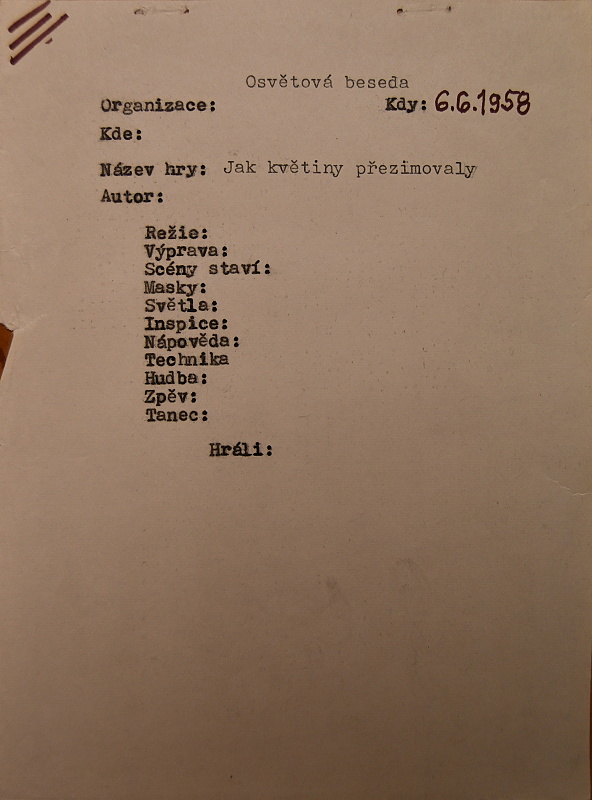 Osvětová beseda
Organizace: Kdy: 6.6.1958
Kde:
Název hry: Jak květiny přezimovaly
Autor:
Režie:
Výprava:
Scény staví:
Masky:
Světla:
Inspice:
Nápověda:
Technika
Hudba:
Zpěv:
Tanec:
Hráli: